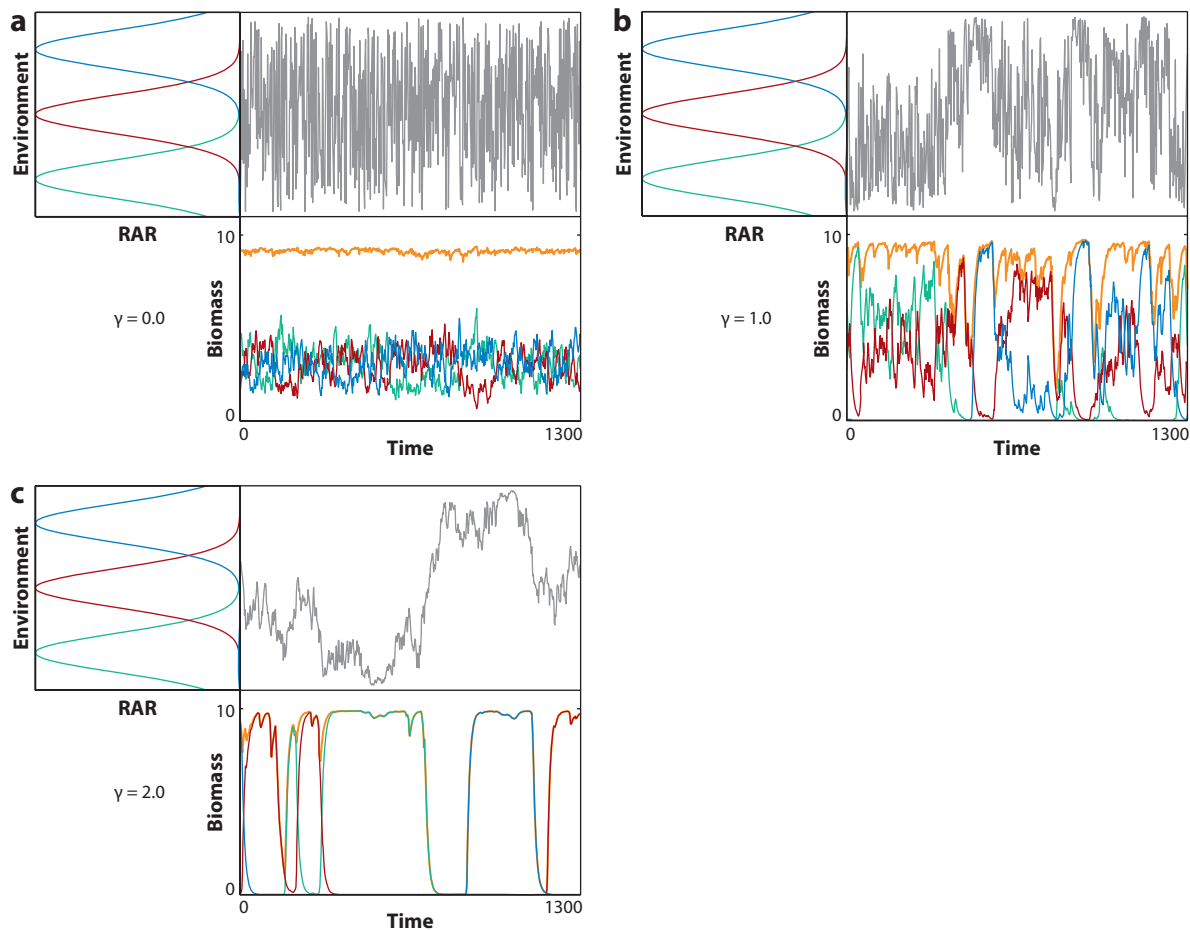 a
Environment
RAR
γ = 0.0
Biomass
10
0
0
1300
Time
b
Environment
RAR
γ = 1.0
Biomass
10
0
0
1300
Time
c
Environment
RAR
γ = 2.0
Biomass
10
0
0
1300
Time